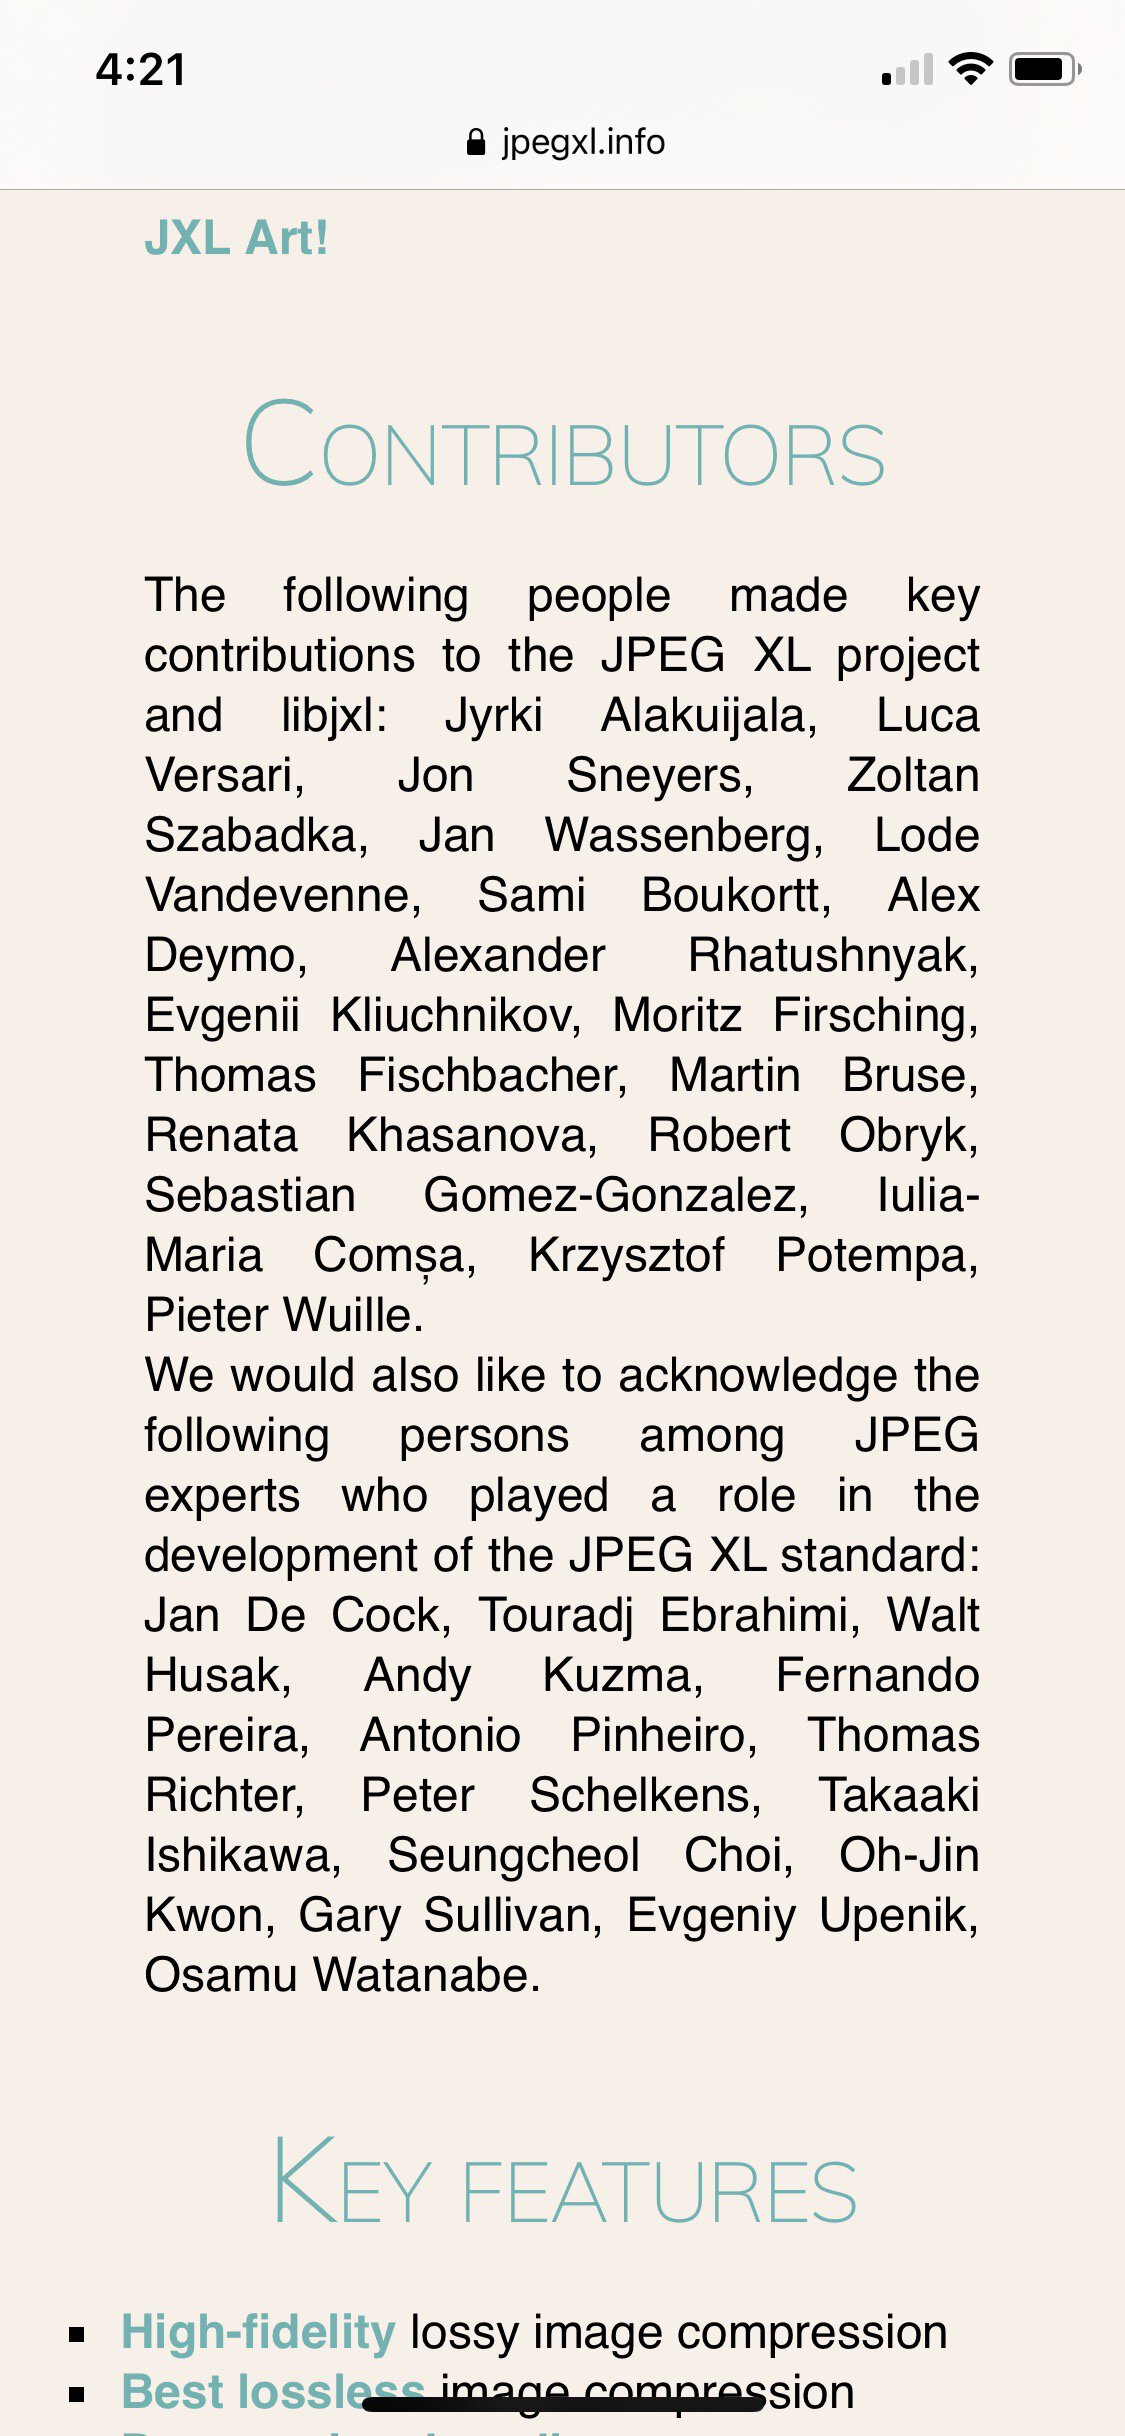 4:21
jpegxl.info
JXL Art!
Contributors
The following people made key
contributions to the JPEG XL project
and libjxl: Jyrki Alakuijala, Luca
Versari, Jon Sneyers, Zoltan
Szabadka, Jan Wassenberg, Lode
Vandevenne, Sami Boukortt, Alex
Deymo, Alexander Rhatushnyak,
Evgenii Kliuchnikov, Moritz Firsching,
Thomas Fischbacher, Martin Bruse,
Renata Khasanova, Robert Obryk,
Sebastian Gomez-Gonzalez, Iulia-
Maria Comșa, Krzysztof Potempa,
Pieter Wuille.
We would also like to acknowledge the
following persons among JPEG
experts who played a role in the
development of the JPEG XL standard:
Jan De Cock, Touradj Ebrahimi, Walt
Husak, Andy Kuzma, Fernando
Pereira, Antonio Pinheiro, Thomas
Richter, Peter Schelkens, Takaaki
Ishikawa, Seungcheol Choi, Oh-Jin
Kwon, Gary Sullivan, Evgeniy Upenik,
Osamu Watanabe.
Key features
High-fidelity lossy image compression
Best lossless image compression